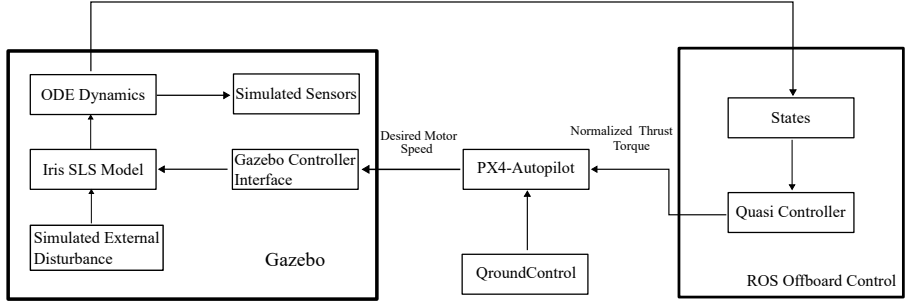 ODE Dynamics
Simulated Sensors
Iris SLS Model
Gazebo Controller
Interface
Simulated External
Disturbance
Gazebo
Desired Motor
Speed
PX4-Autopilot
QroundControl
Normalized Thrust
Torque
States
Quasi Controller
ROS Offboard Control